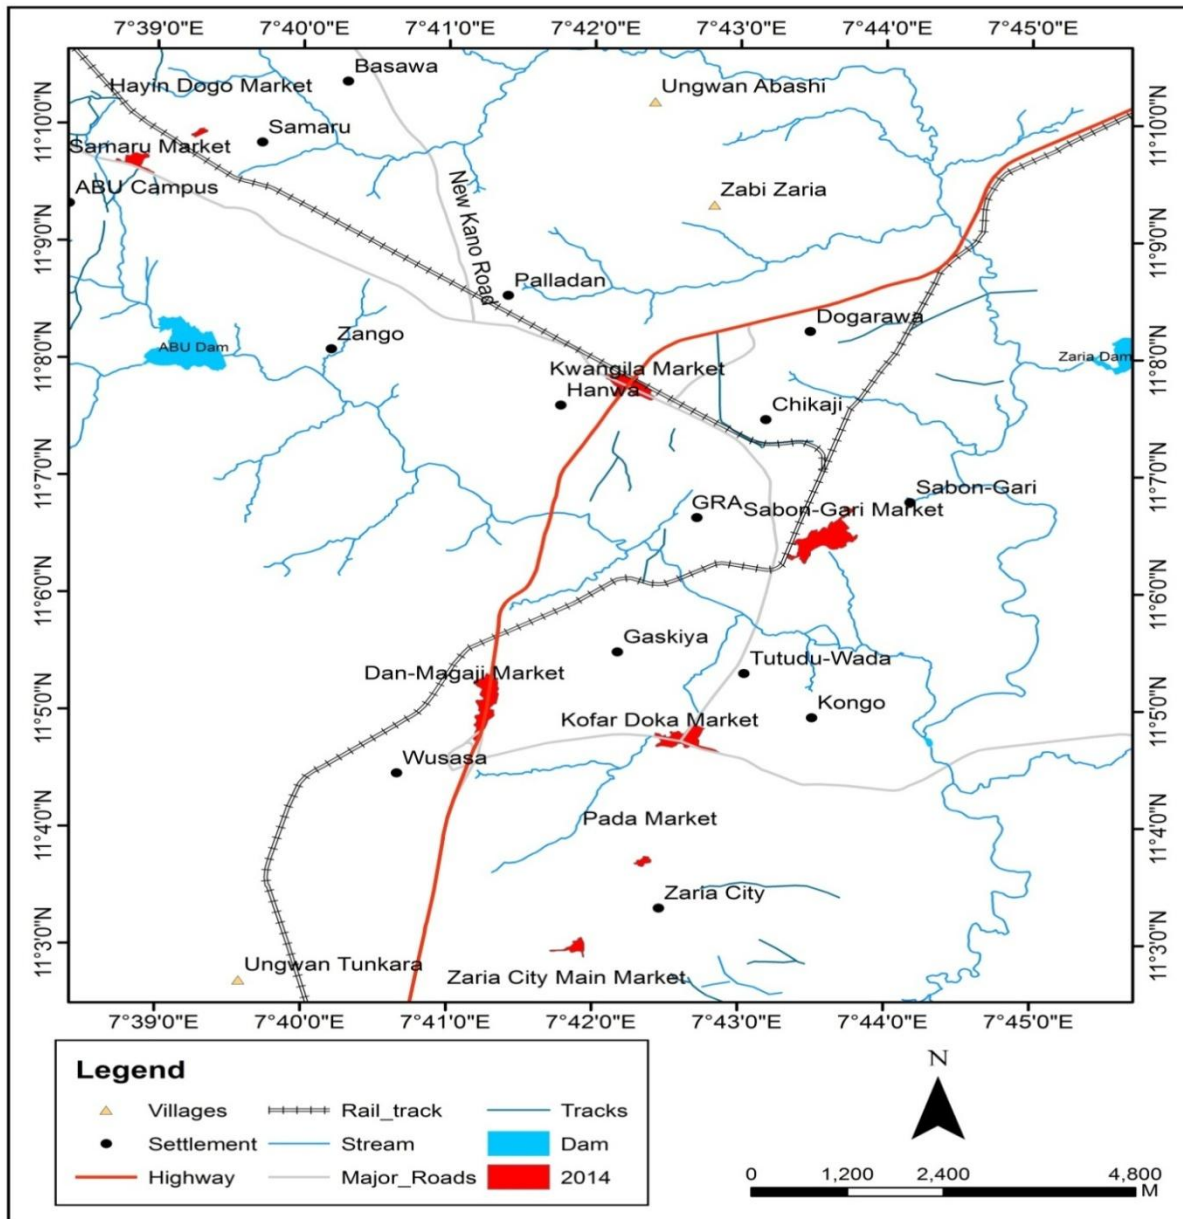 7°39'0"E 7°40'0"E 7°41'0"E 7°42'0"E 7°43'0"E 7°44'0"E 7°45'0"E
Basawa
Hayin Dogo Market
Ungwan Abashi
11°10'0"N
11°10'0"N
Samaru
Samaru Market
ABU Campus
Zabi Zaria
New Kano Road
11°9'0"N
11°9'0"N
Palladan
Dogarawa
Zango
ABU Dam
Zaria Dam
11°8'0"N
11°8'0"N
Kwangila Market
Hanwa
Chikaji
11°7'0"N
11°7'0"N
Sabon-Gari
GRA
Sabon-Gari Market
11°6'0"N
11°6'0"N
Gaskiya
Tutudu-Wada
Dan-Magaji Market
Kongo
11°5'0"N
11°5'0"N
Kofar Doka Market
Wusasa
11°4'0"N
11°4'0"N
Pada Market
Zaria City
11°3'0"N
11°3'0"N
Ungwan Tunkara
Zaria City Main Market
7°39'0"E 7°40'0"E 7°41'0"E 7°42'0"E 7°43'0"E 7°44'0"E 7°45'0"E
Legend
Villages Rail_track Tracks
Settlement Stream Dam
Highway Major_Roads 2014
N
0 1,200 2,400 4,800
M